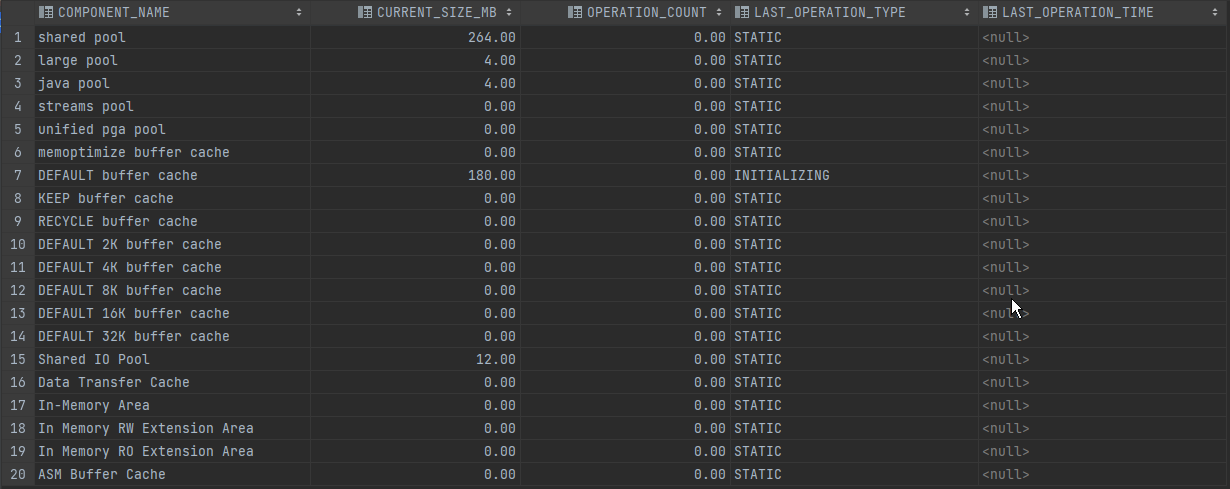 COMPONENT_NAME CURRENT_SIZE_MB OPERATION_COUNT LAST_OPERATION_TYPE LAST_OPERATION_TIME
1 shared pool 264.00 0.00 STATIC <null>
2 large pool 4.00 0.00 STATIC <null>
3 java pool 4.00 0.00 STATIC <null>
4 streams pool 0.00 0.00 STATIC <null>
5 unified pga pool 0.00 0.00 STATIC <null>
6 memoptimize buffer cache 0.00 0.00 STATIC <null>
7 DEFAULT buffer cache 180.00 0.00 INITIALIZING <null>
8 KEEP buffer cache 0.00 0.00 STATIC <null>
9 RECYCLE buffer cache 0.00 0.00 STATIC <null>
10 DEFAULT 2K buffer cache 0.00 0.00 STATIC <null>
11 DEFAULT 4K buffer cache 0.00 0.00 STATIC <null>
12 DEFAULT 8K buffer cache 0.00 0.00 STATIC <null>
13 DEFAULT 16K buffer cache 0.00 0.00 STATIC <null>
14 DEFAULT 32K buffer cache 0.00 0.00 STATIC <null>
15 Shared IO Pool 12.00 0.00 STATIC <null>
16 Data Transfer Cache 0.00 0.00 STATIC <null>
17 In-Memory Area 0.00 0.00 STATIC <null>
18 In Memory RW Extension Area 0.00 0.00 STATIC <null>
19 In Memory RO Extension Area 0.00 0.00 STATIC <null>
20 ASM Buffer Cache 0.00 0.00 STATIC <null>